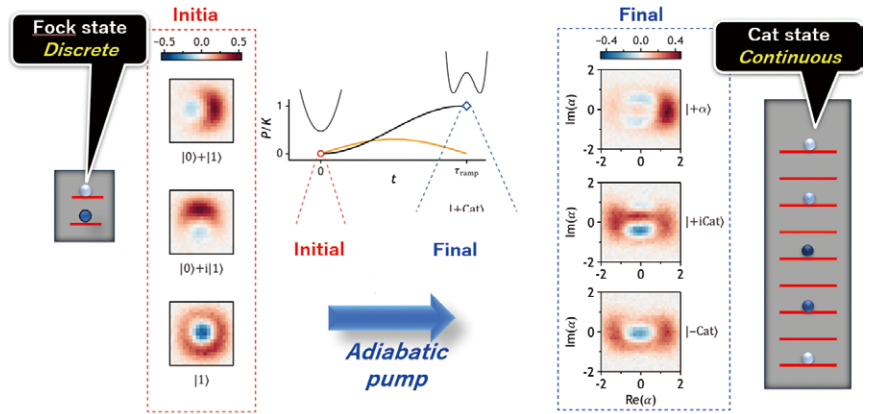 Initia
Final
Fock state
Discrete
Cat state
Continuous
−0.5 0.0 0.5
|0⟩+|1⟩
|0⟩+i|1⟩
|1⟩
P/K
1
0
0
t
τramp
|+Cat⟩
Initial
Final
Adiabatic
pump
−0.4 0.0 0.4
Im(α)
2
0
−2
|+α⟩
Im(α)
2
0
−2
|+iCat⟩
Im(α)
2
0
−2
|−Cat⟩
−2 0 2
Re(α)